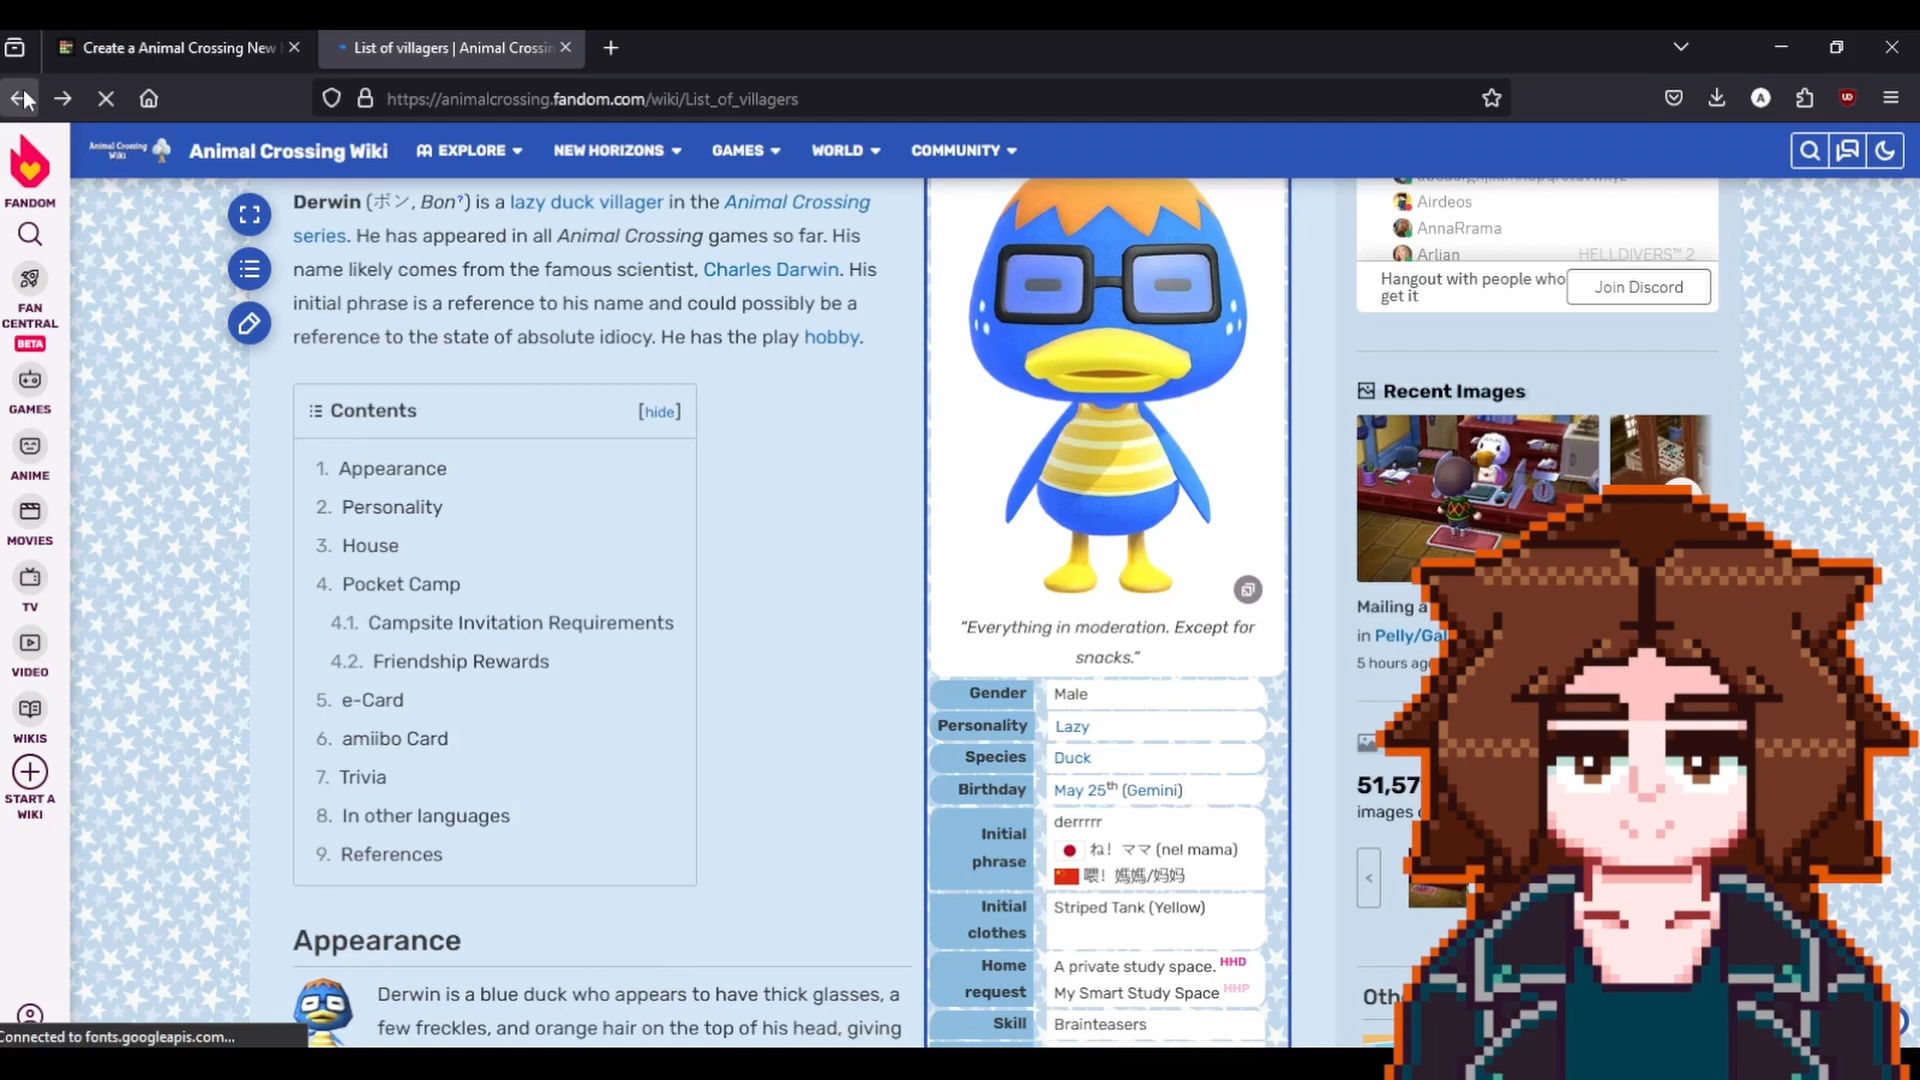 Create a Animal Crossing New
List of villagers | Animal Crossin
https://animalcrossing.fandom.com/wiki/List_of_villagers
Animal Crossing Wiki
Animal Crossing Wiki
EXPLORE
NEW HORIZONS
GAMES
WORLD
COMMUNITY
FANDOM
FAN CENTRAL
BETA
GAMES
ANIME
MOVIES
TV
VIDEO
WIKIS
START A WIKI
Derwin (ボン, Bon?) is a lazy duck villager in the Animal Crossing
series. He has appeared in all Animal Crossing games so far. His
name likely comes from the famous scientist, Charles Darwin. His
initial phrase is a reference to his name and could possibly be a
reference to the state of absolute idiocy. He has the play hobby.
Contents [hide]
1. Appearance
2. Personality
3. House
4. Pocket Camp
4.1. Campsite Invitation Requirements
4.2. Friendship Rewards
5. e-Card
6. amiibo Card
7. Trivia
8. In other languages
9. References
Appearance
Derwin is a blue duck who appears to have thick glasses, a
few freckles, and orange hair on the top of his head, giving
“Everything in moderation. Except for
snacks.”
Gender Male
Personality Lazy
Species Duck
Birthday May 25th (Gemini)
Initial phrase derrrrr
ね！ママ (nel mama)
喂！媽媽/妈妈
Initial clothes Striped Tank (Yellow)
Home request A private study space. HHD
My Smart Study Space HHP
Skill Brainteasers
Airdeos
AnnaRrama
Arlian
HELLDIVERS™ 2
Hangout with people who
get it
Join Discord
Recent Images
Mailing a
in Pelly/Gal
5 hours ag
51,57
images
Oth
Connected to fonts.googleapis.com...